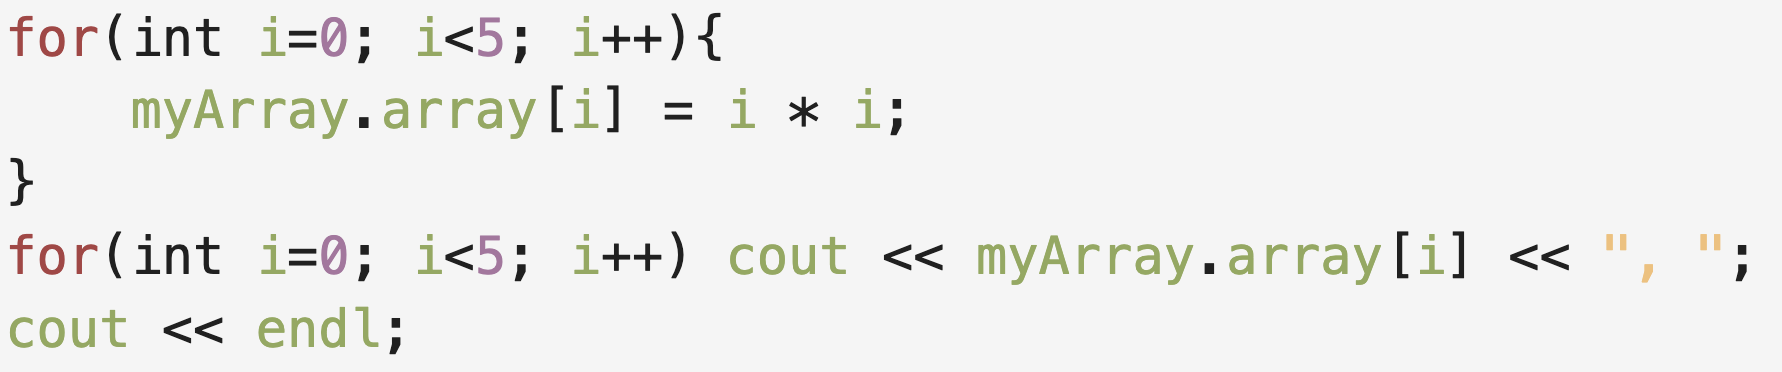 for(int i=0; i<5; i++){
    myArray.array[i] = i * i;
}
for(int i=0; i<5; i++) cout << myArray.array[i] << ", ";
cout << endl;